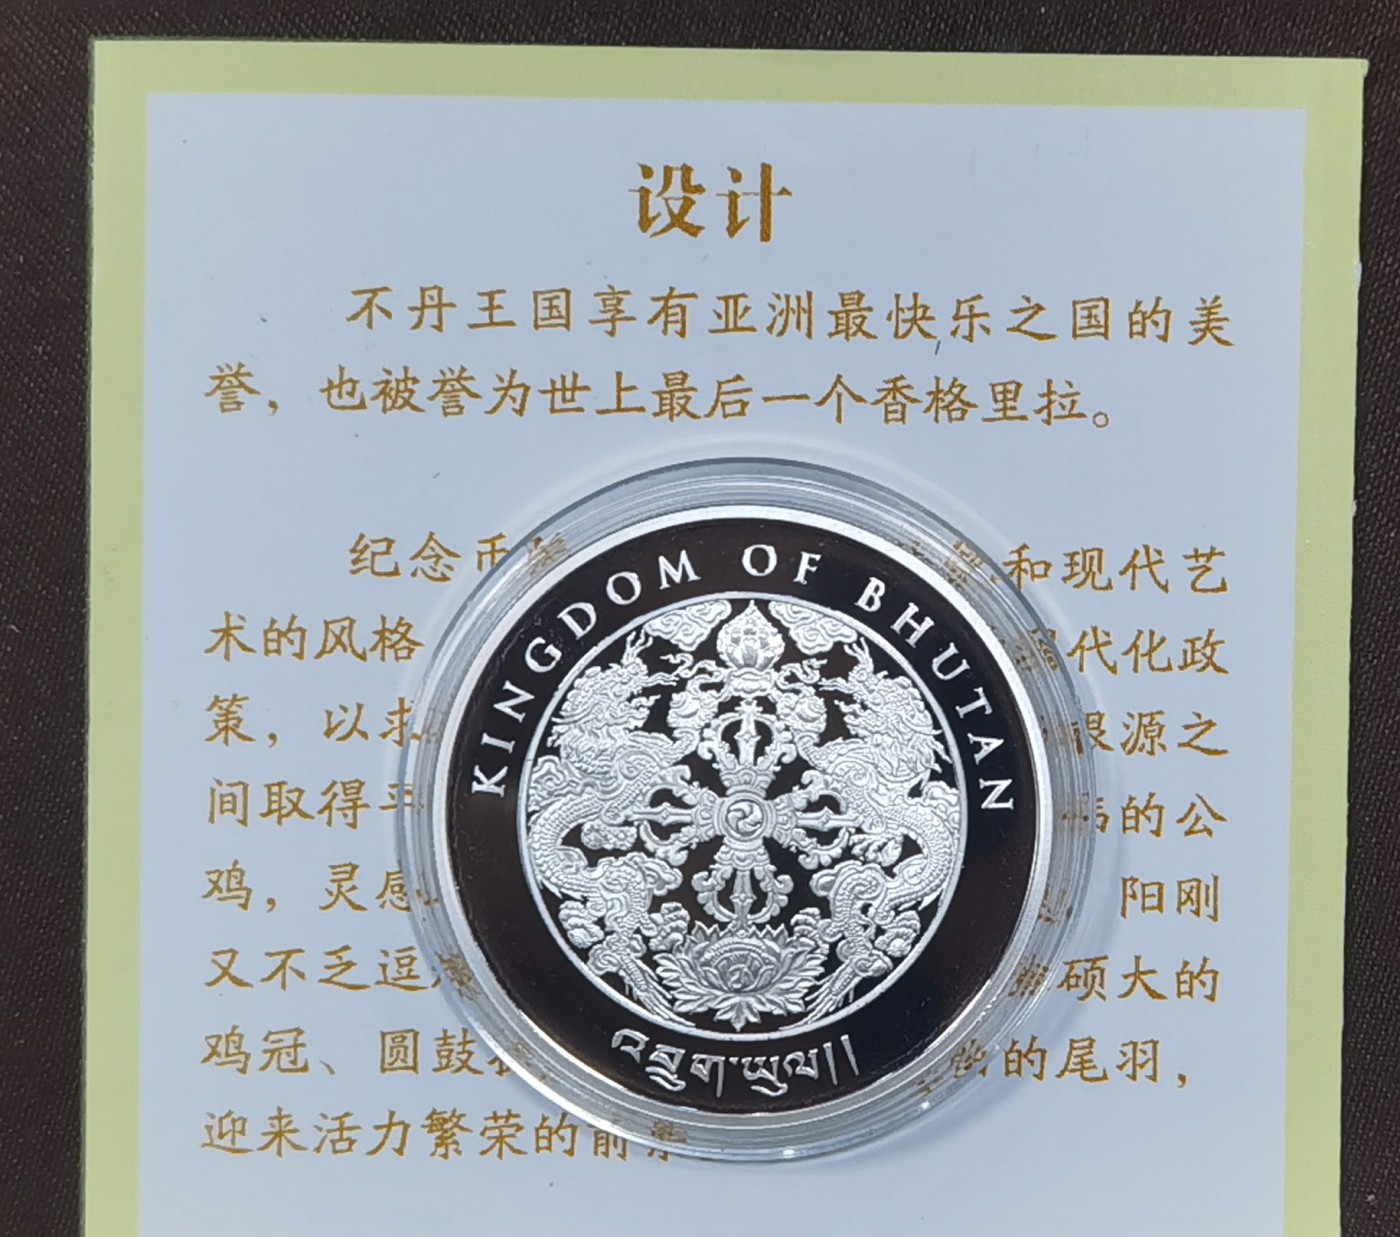 设计
不丹王国享有亚洲最快乐之国的美
誉，也被誉为世上最后一个香格里拉。
纪念币 和现代艺
术的风格 代化政
策，以求 根源之
间取得平 的公
鸡，灵感 阳刚
又不乏逗 硕大的
鸡冠、圆鼓 的尾羽，
迎来活力繁荣的前
KINGDOM OF BHUTAN
འབྲུག་ཡུལ།།